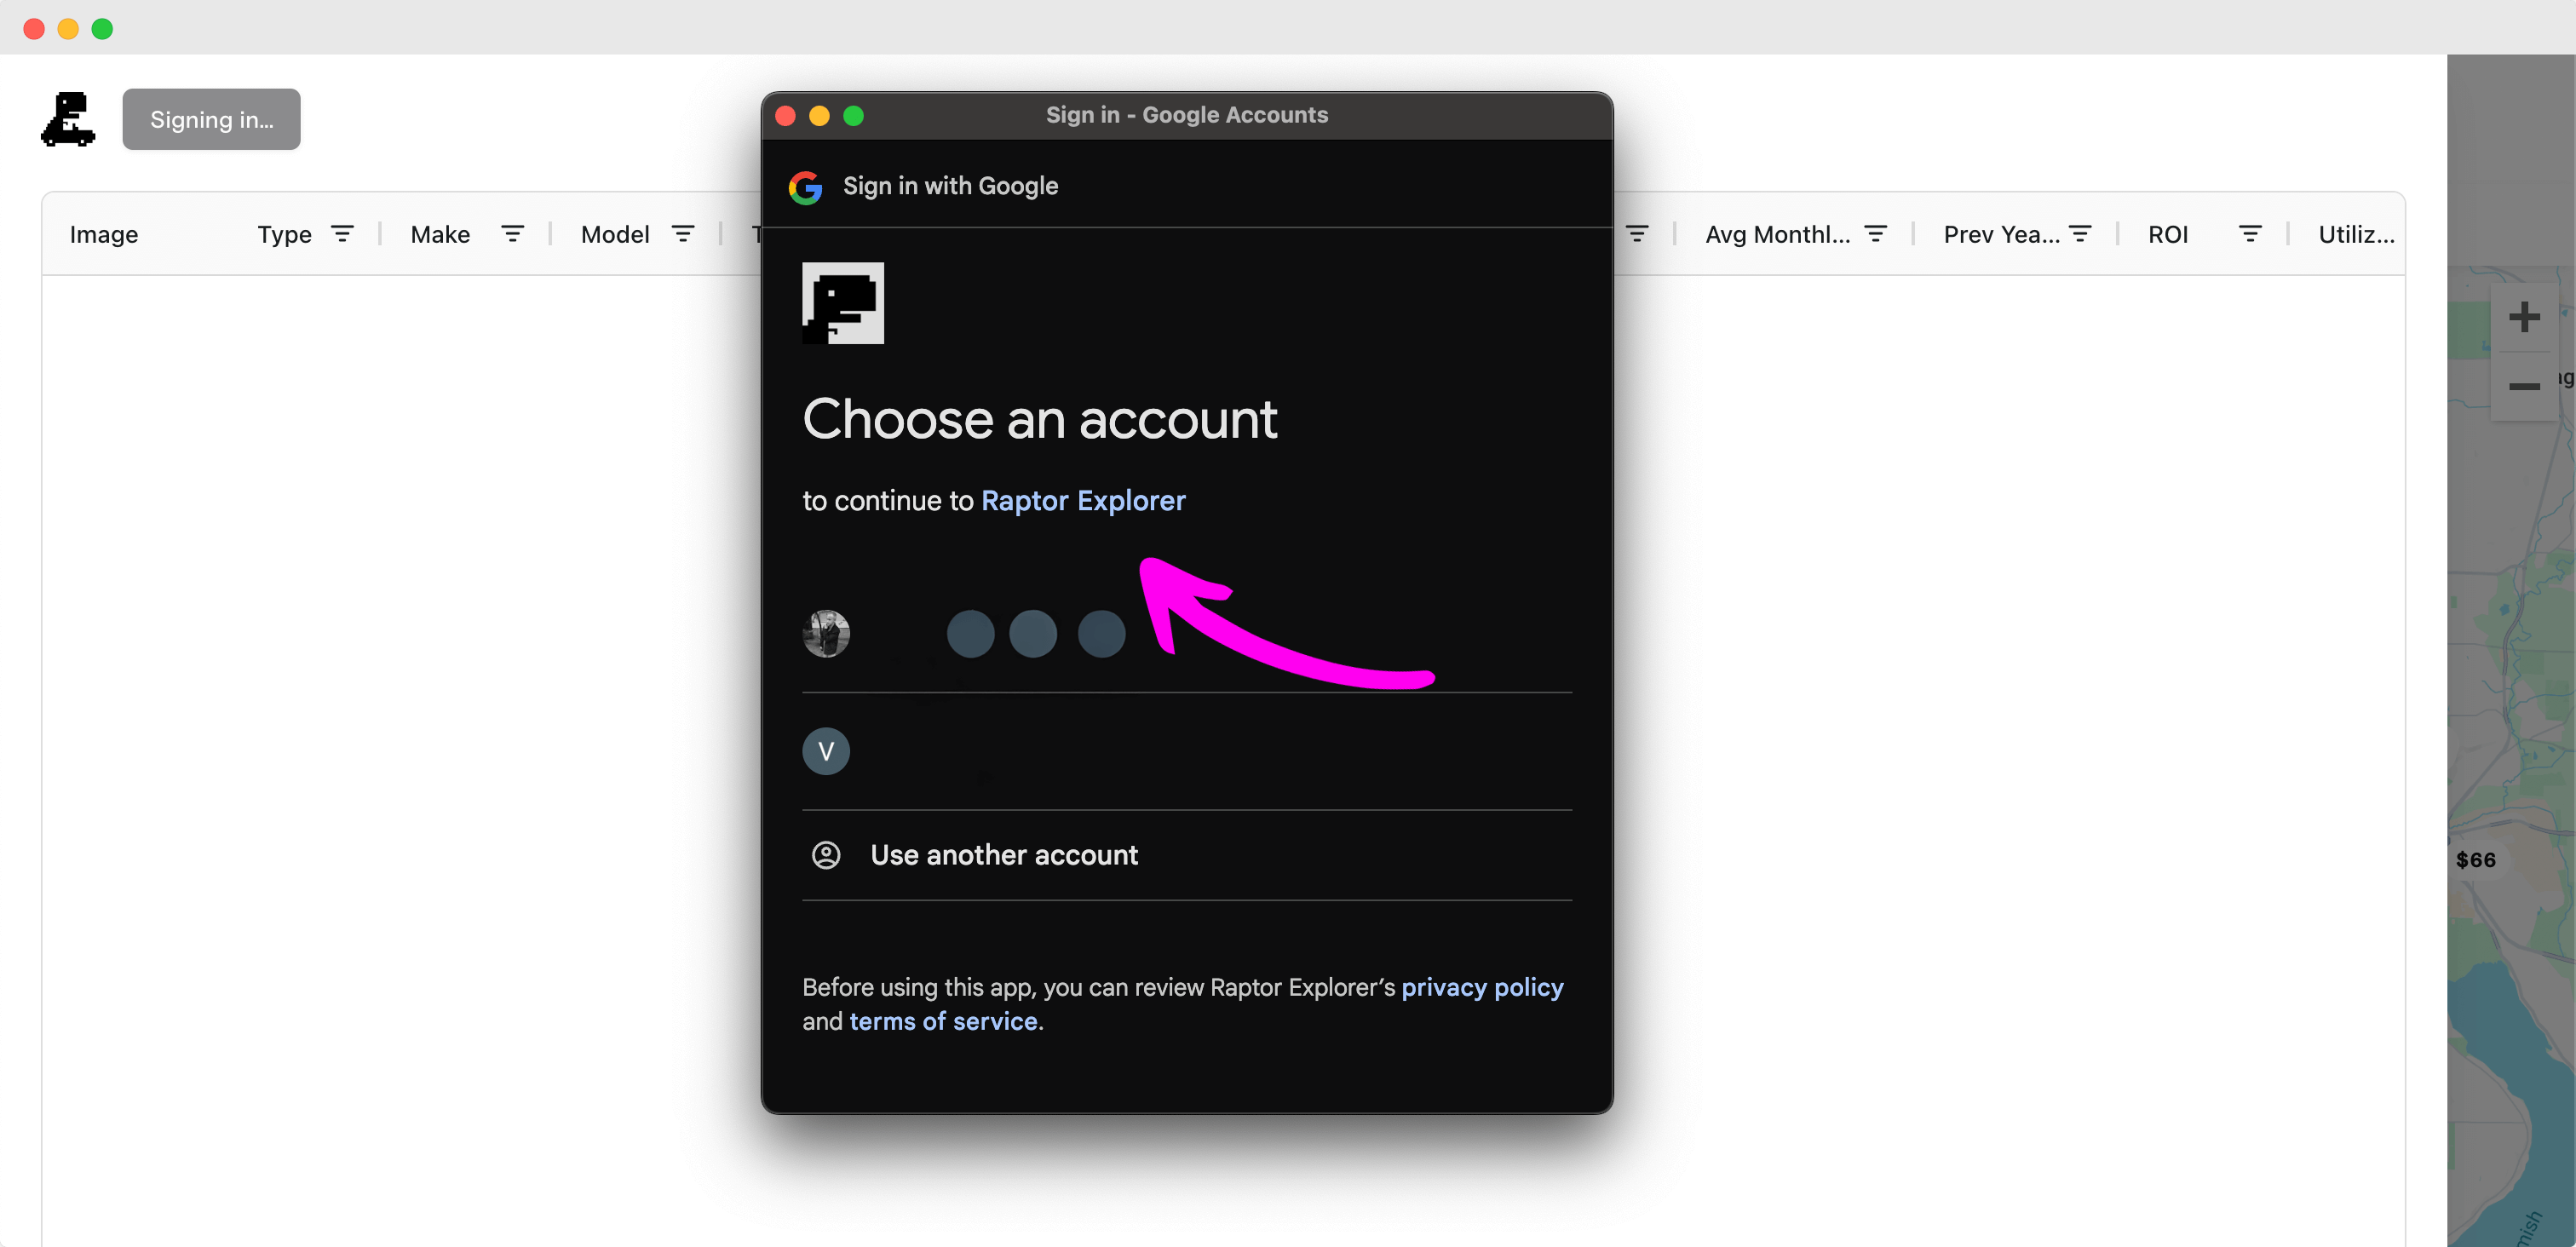 Sign in - Google Accounts
Signing in...
Sign in with Google
Image Type Make Model Avg Monthl... Prev Yea... ROI Utiliz...
Choose an account
to continue to Raptor Explorer
V
Use another account
$66
Before using this app, you can review Raptor Explorer’s privacy policy
and terms of service.